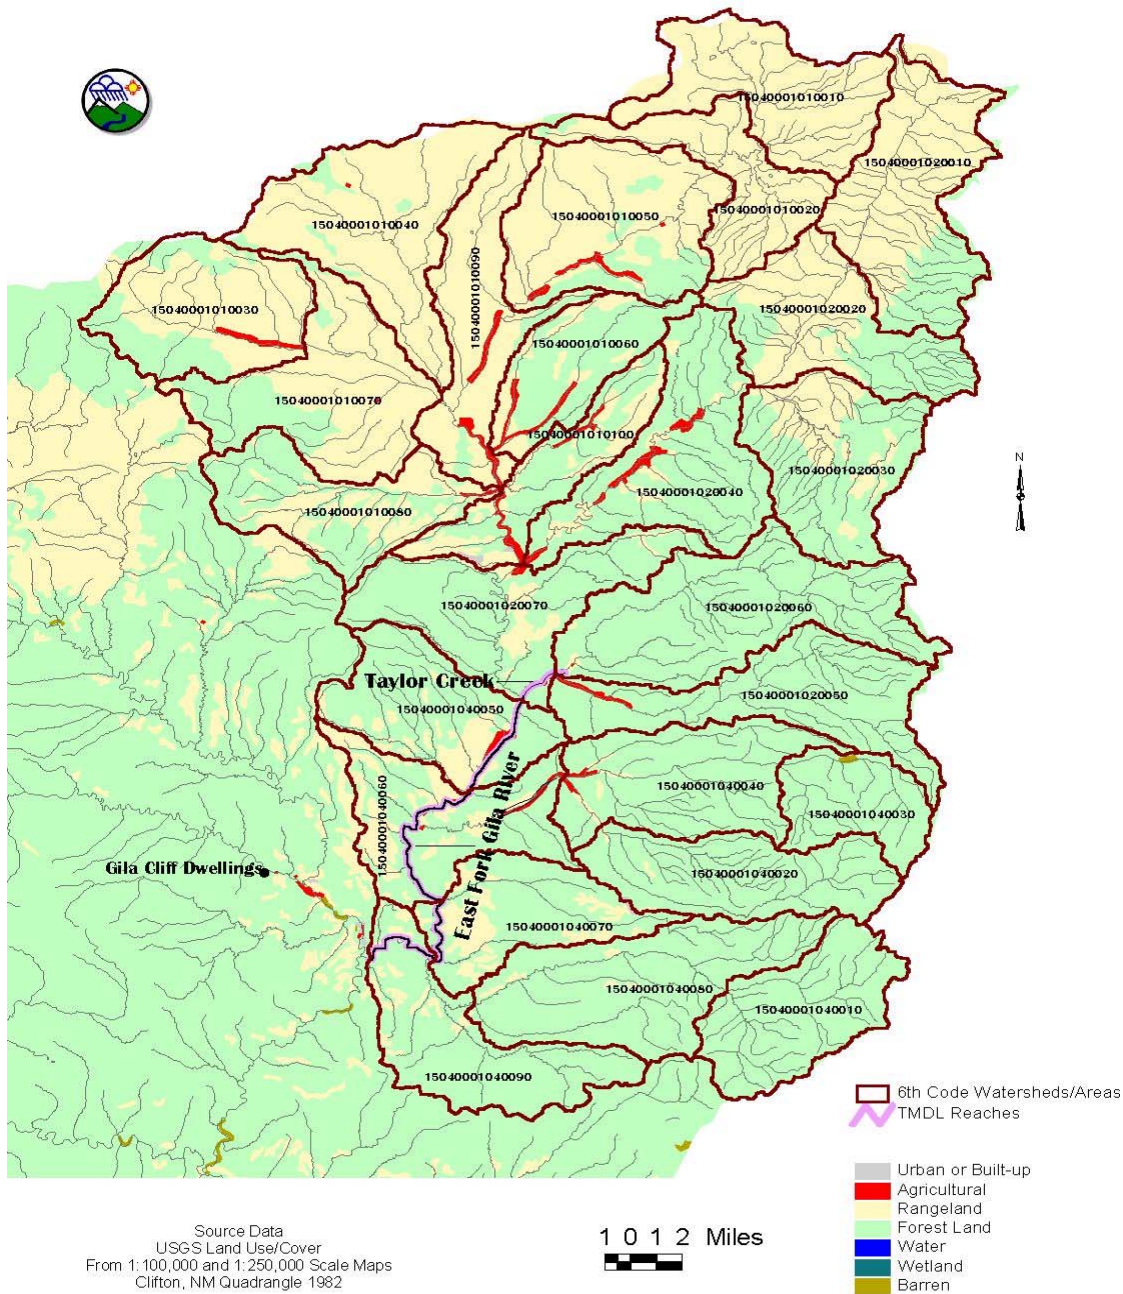 15040001010010
15040001020010
15040001010020
15040001010050
15040001010040
15040001010090
15040001010030
15040001020020
15040001010060
15040001010070
15040001010100
15040001020030
15040001020040
15040001010080
N
15040001020070
15040001020060
Taylor Creek
15040001020050
15040001040050
15040001040060
East Fork Gila River
15040001040040
15040001040030
Gila Cliff Dwellings
15040001040020
15040001040070
15040001040080
15040001040010
15040001040090
6th Code Watersheds/Areas
TMDL Reaches
Urban or Built-up
Agricultural
Rangeland
Forest Land
Water
Wetland
Barren
Source Data
USGS Land Use/Cover
From 1:100,000 and 1:250,000 Scale Maps
Clifton, NM Quadrangle 1982
1 0 1 2 Miles